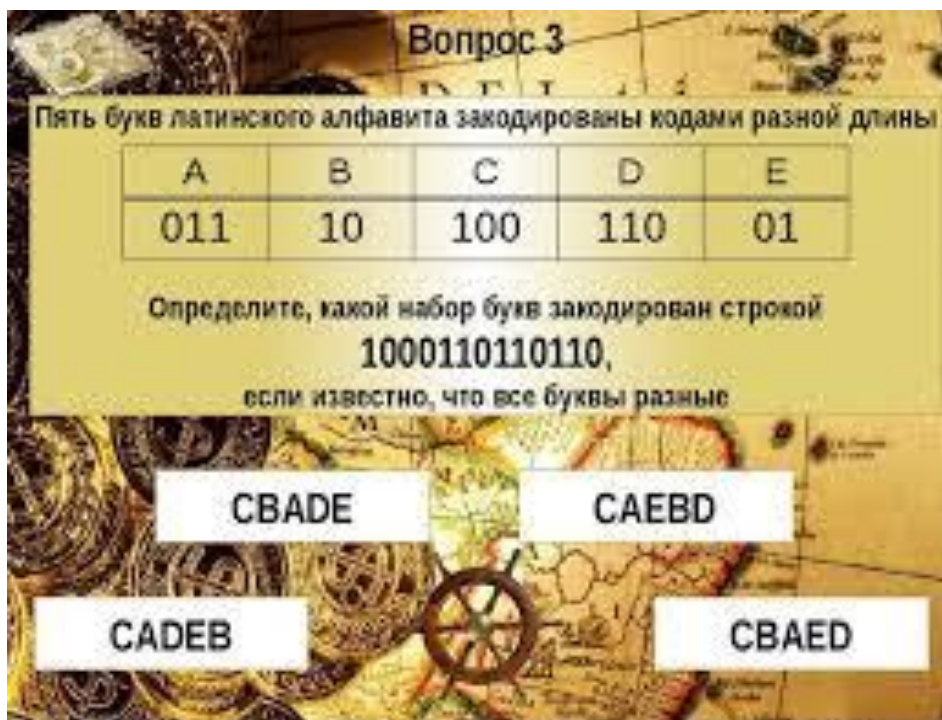 Вопрос 3
Пять букв латинского алфавита закодированы кодами разной длины
A B C D E
011 10 100 110 01
Определите, какой набор букв закодирован строкой
1000110110110,
если известно, что все буквы разные
CBADE CAEBD
CADEB CBAED